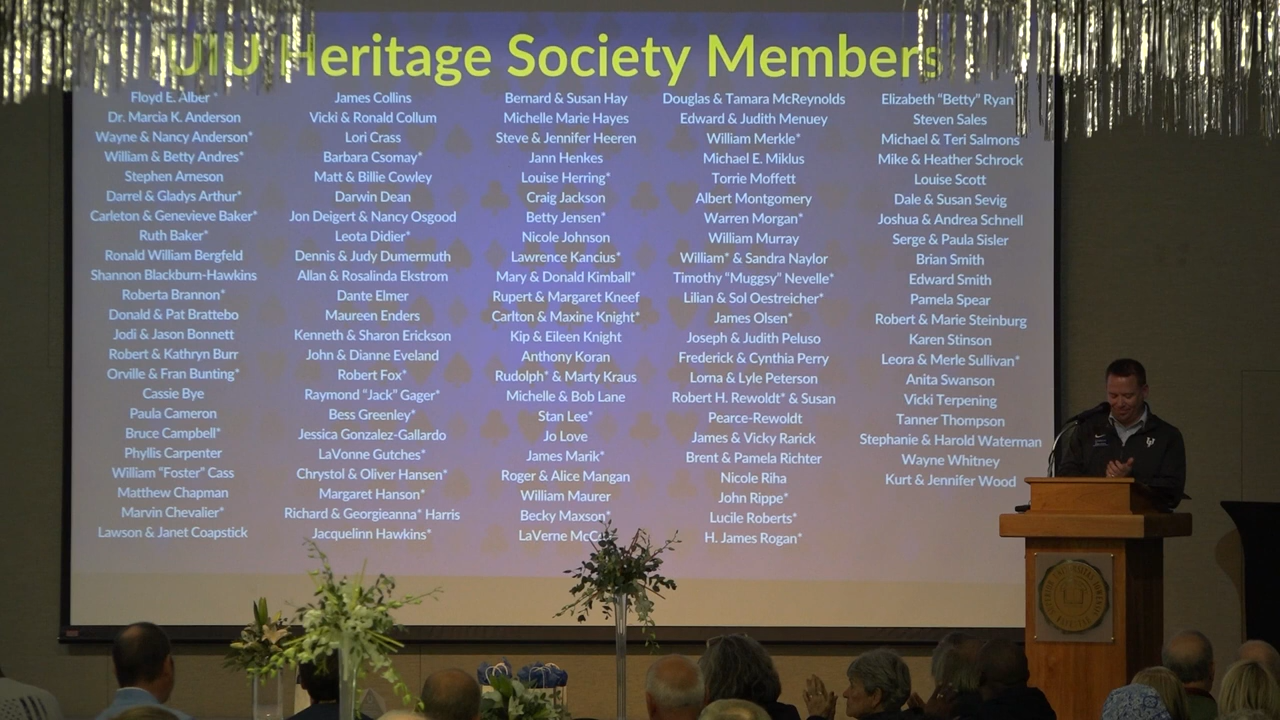 UIU Heritage Society Members
Floyd E. Alber*
Dr. Marcia K. Anderson
Wayne & Nancy Anderson*
William & Betty Andres*
Stephen Arneson
Darrel & Gladys Arthur*
Carleton & Genevieve Baker*
Ruth Baker*
Ronald William Bergfeld
Shannon Blackburn-Hawkins
Roberta Brannon*
Donald & Pat Brattebo
Jodi & Jason Bonnett
Robert & Kathryn Burr
Orville & Fran Bunting*
Cassie Bye
Paula Cameron
Bruce Campbell*
Phyllis Carpenter
William "Foster" Cass
Matthew Chapman
Marvin Chevalier*
Lawson & Janet Coapstick
James Collins
Vicki & Ronald Collum
Lori Crass
Barbara Csomay*
Matt & Billie Cowley
Darwin Dean
Jon Deigert & Nancy Osgood
Leota Didier*
Dennis & Judy Dumermuth
Allan & Rosalinda Ekstrom
Dante Elmer
Maureen Enders
Kenneth & Sharon Erickson
John & Dianne Eveland
Robert Fox*
Raymond "Jack" Gager*
Bess Greenley*
Jessica Gonzalez-Gallardo
LaVonne Gutches*
Chrystol & Oliver Hansen*
Margaret Hanson*
Richard & Georgieanna* Harris
Jacquelinn Hawkins*
Bernard & Susan Hay
Michelle Marie Hayes
Steve & Jennifer Heeren
Jann Henkes
Louise Herring*
Craig Jackson
Betty Jensen*
Nicole Johnson
Lawrence Kancius*
Mary & Donald Kimball*
Rupert & Margaret Kneef
Carlton & Maxine Knight*
Kip & Eileen Knight
Anthony Koran
Rudolph* & Marty Kraus
Michelle & Bob Lane
Stan Lee*
Jo Love
James Marik*
Roger & Alice Mangan
William Maurer
Becky Maxson*
LaVerne
Douglas & Tamara McReynolds
Edward & Judith Menuey
William Merkle*
Michael E. Miklus
Torrie Moffett
Albert Montgomery
Warren Morgan*
William Murray
William* & Sandra Naylor
Timothy "Muggsy" Nevelle*
Lilian & Sol Oestreicher*
James Olsen*
Joseph & Judith Peluso
Frederick & Cynthia Perry
Lorna & Lyle Peterson
Robert H. Rewoldt* & Susan
Pearce-Rewoldt
James & Vicky Rarick
Brent & Pamela Richter
Nicole Riha
John Rippe*
Lucile Roberts*
H. James Rogan*
Elizabeth "Betty" Ryan
Steven Sales
Michael & Teri Salmons
Mike & Heather Schrock
Louise Scott
Dale & Susan Sevig
Joshua & Andrea Schnell
Serge & Paula Sisler
Brian Smith
Edward Smith
Pamela Spear
Robert & Marie Steinburg
Karen Stinson
Leora & Merle Sullivan*
Anita Swanson
Vicki Terpening
Tanner Thompson
Stephanie & Harold Waterman
Wayne Whitney
Kurt & Jennifer Wood